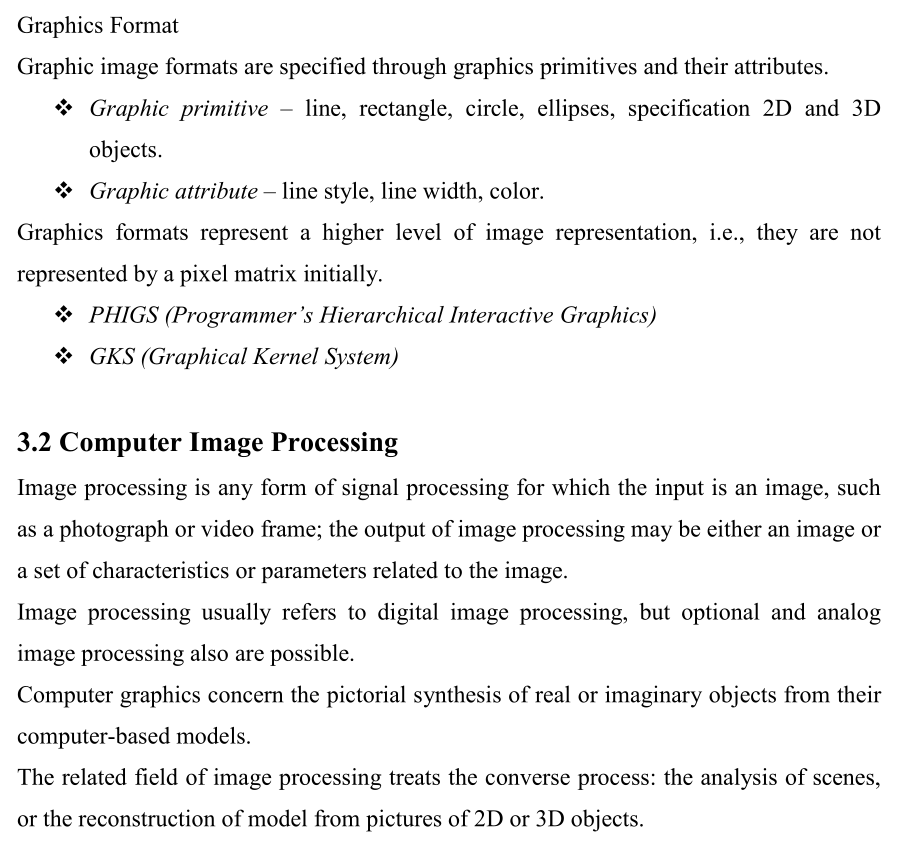 Graphics Format
Graphic image formats are specified through graphics primitives and their attributes.
❖ Graphic primitive – line, rectangle, circle, ellipses, specification 2D and 3D
objects.
❖ Graphic attribute – line style, line width, color.
Graphics formats represent a higher level of image representation, i.e., they are not
represented by a pixel matrix initially.
❖ PHIGS (Programmer’s Hierarchical Interactive Graphics)
❖ GKS (Graphical Kernel System)
3.2 Computer Image Processing
Image processing is any form of signal processing for which the input is an image, such
as a photograph or video frame; the output of image processing may be either an image or
a set of characteristics or parameters related to the image.
Image processing usually refers to digital image processing, but optional and analog
image processing also are possible.
Computer graphics concern the pictorial synthesis of real or imaginary objects from their
computer-based models.
The related field of image processing treats the converse process: the analysis of scenes,
or the reconstruction of model from pictures of 2D or 3D objects.